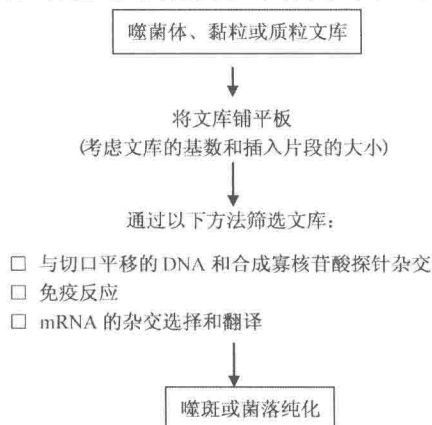 噬菌体、黏粒或质粒文库
将文库铺平板
(考虑文库的基数和插入片段的大小)
通过以下方法筛选文库：
□ 与切口平移的DNA 和合成寡核苷酸探针杂交
□ 免疫反应
□ mRNA 的杂交选择和翻译
噬斑或菌落纯化